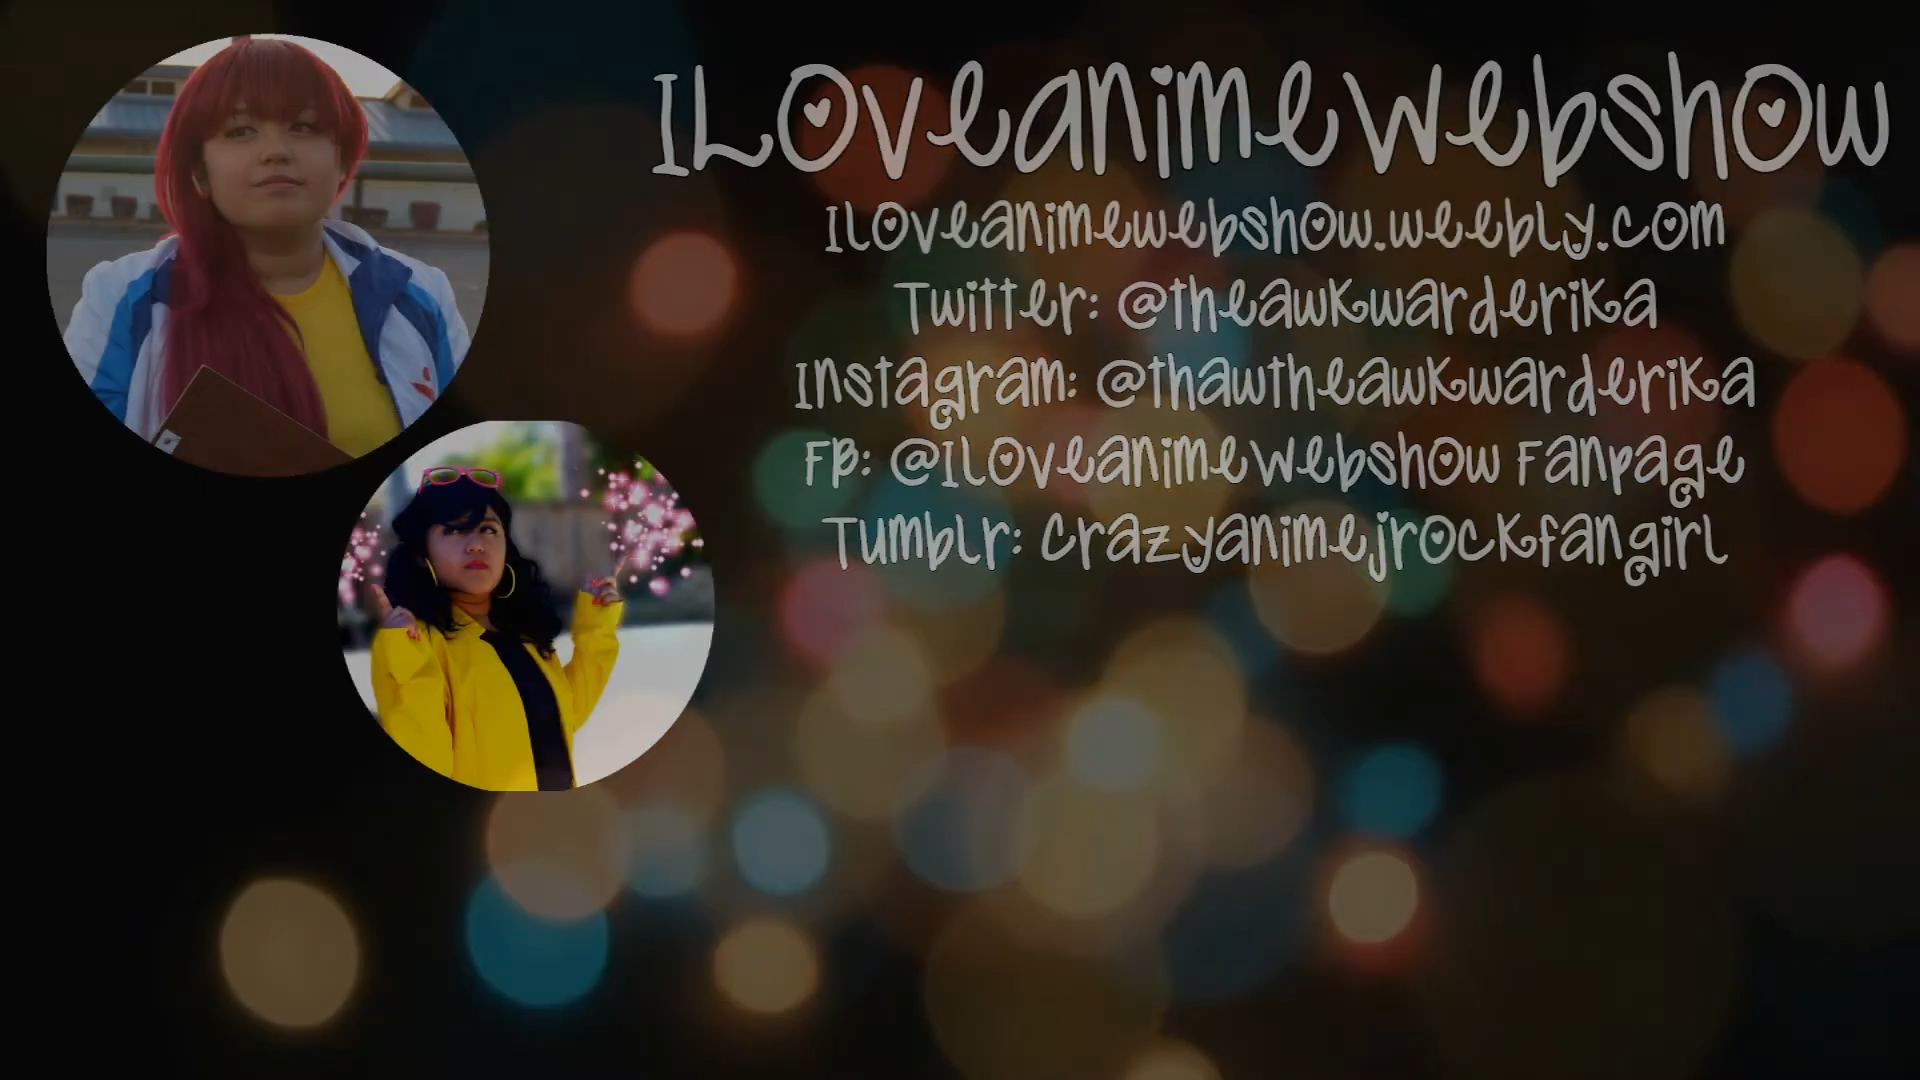 ILoveanimewebshow
Iloveanimewebshow.weebly.com
Twitter: @theawkwarderika
Instagram: @thawtheawkwarderika
FB: @Iloveanimewebshow Fanpage
Tumblr: crazyanimejrockfangirl